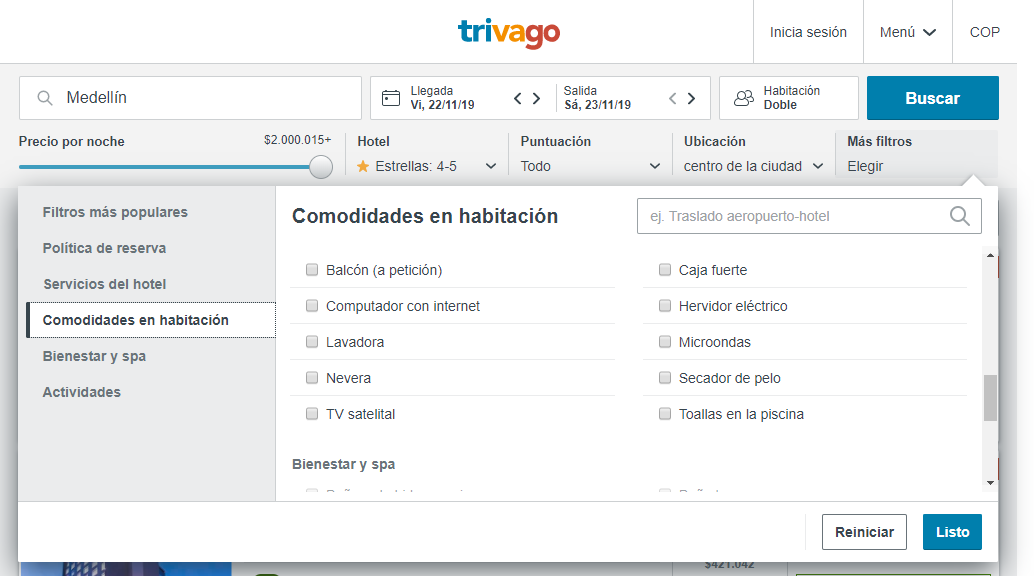 trivago
Inicia sesión
Menú
COP
Medellín
Llegada
Vi, 22/11/19
Salida
Sá, 23/11/19
Habitación
Doble
Buscar
Precio por noche
$2.000.015+
Hotel
Estrellas: 4-5
Puntuación
Todo
Ubicación
centro de la ciudad
Más filtros
Elegir
Filtros más populares
Política de reserva
Servicios del hotel
Comodidades en habitación
Bienestar y spa
Actividades
Comodidades en habitación
ej. Traslado aeropuerto-hotel
Balcón (a petición)
Caja fuerte
Computador con internet
Hervidor eléctrico
Lavadora
Microondas
Nevera
Secador de pelo
TV satelital
Toallas en la piscina
Bienestar y spa
Reiniciar
Listo
$421.042